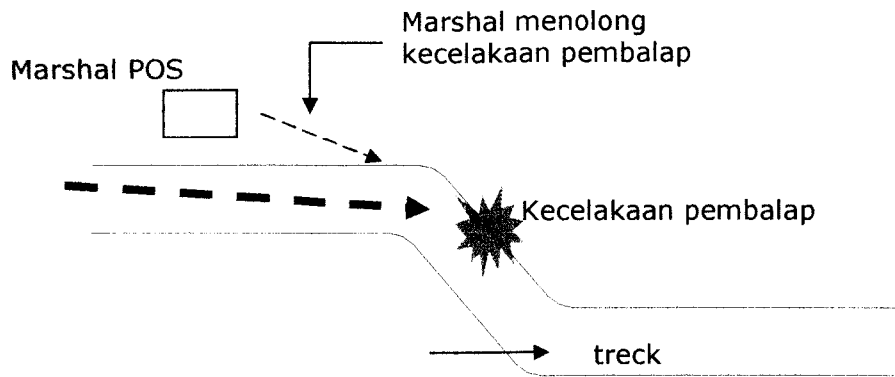 Marshal menolong
kecelakaan pembalap
Marshal POS
Kecelakaan pembalap
treck